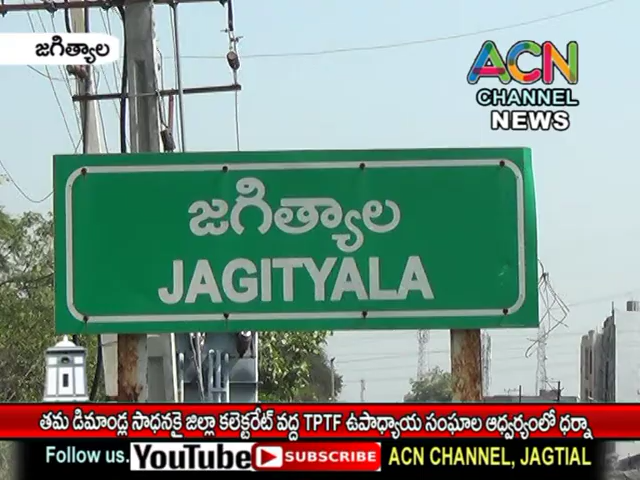 జగిత్యాల
ACN
CHANNEL
NEWS
జగిత్యాల
JAGITYALA
తమ డిమాండ్ల సాధనకై జిల్లా కలెక్టరేట్ వద్ద TPTF ఉపాధ్యాయ సంఘాల ఆధ్వర్యంలో ధర్నా
Follow us. YouTube SUBSCRIBE ACN CHANNEL, JAGTIAL